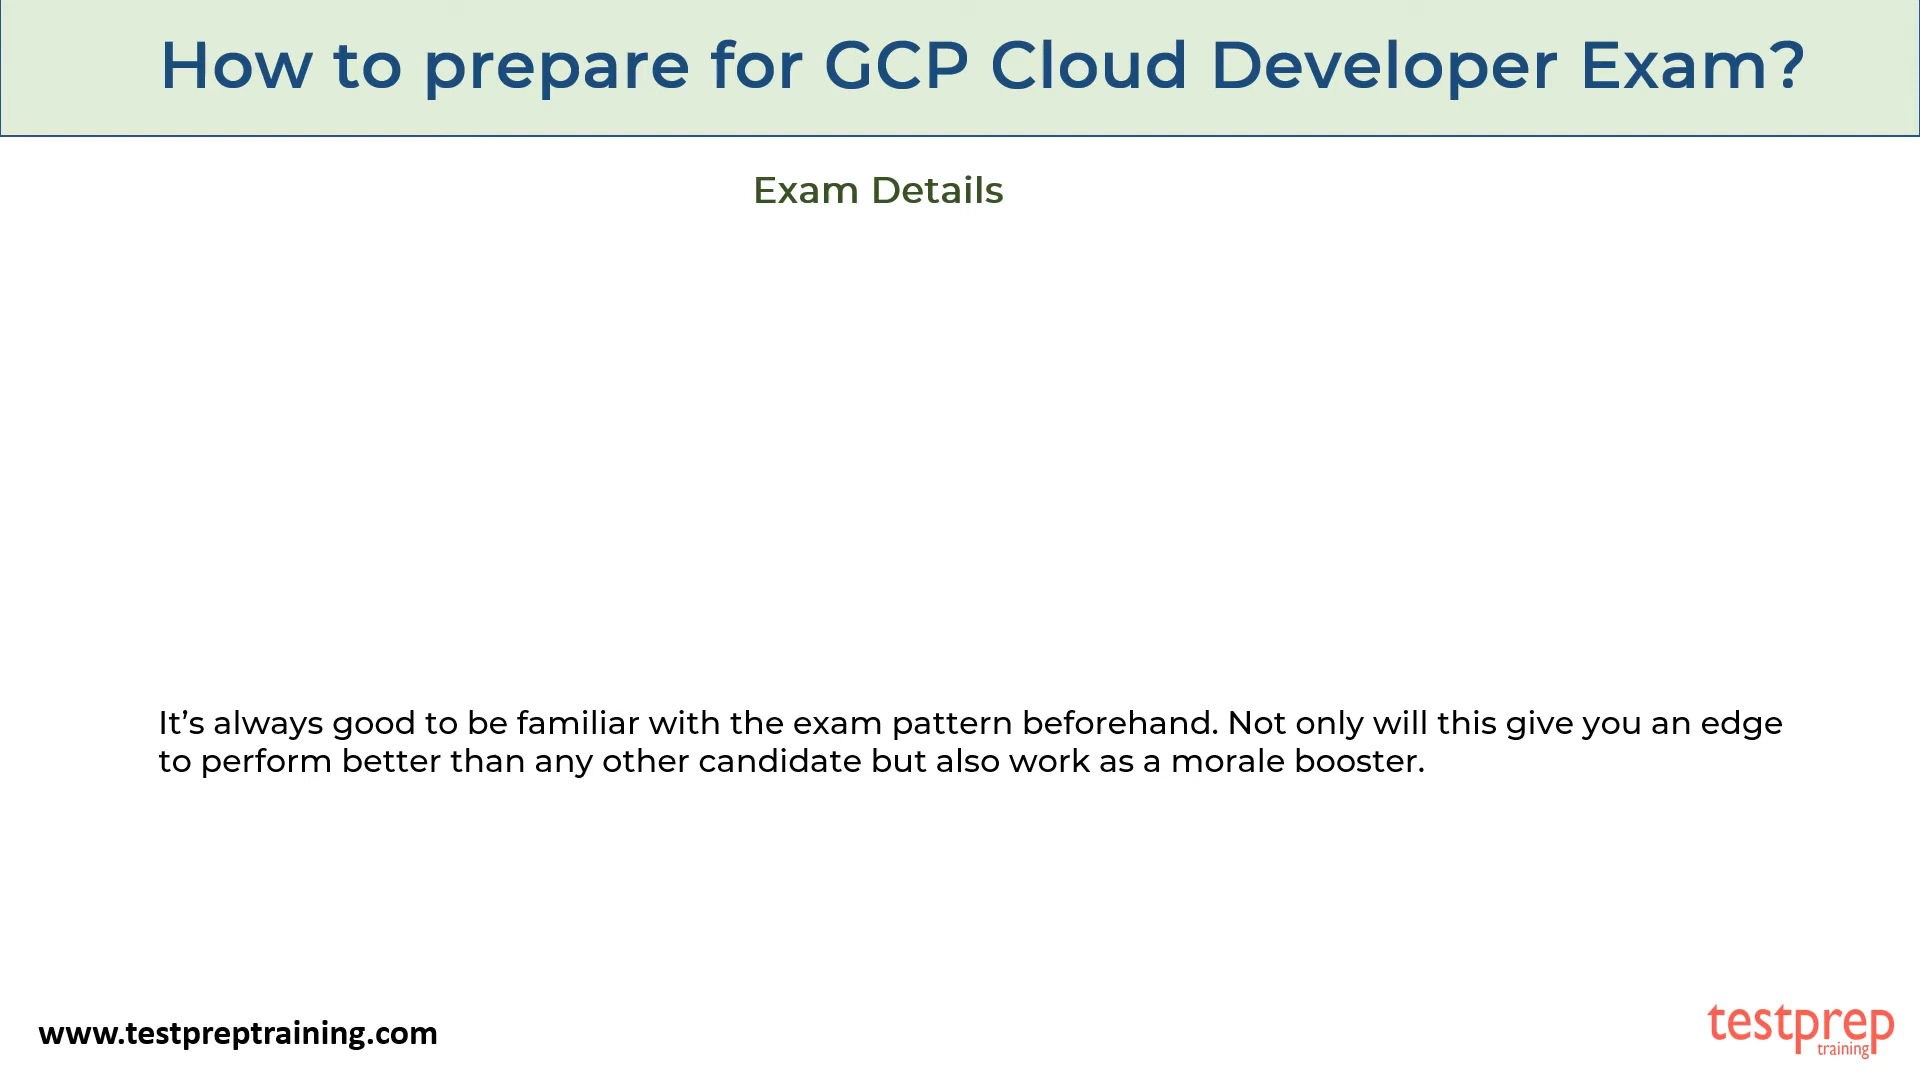 How to prepare for GCP Cloud Developer Exam?
Exam Details
It’s always good to be familiar with the exam pattern beforehand. Not only will this give you an edge
to perform better than any other candidate but also work as a morale booster.
www.testpreptraining.com
testprep
training